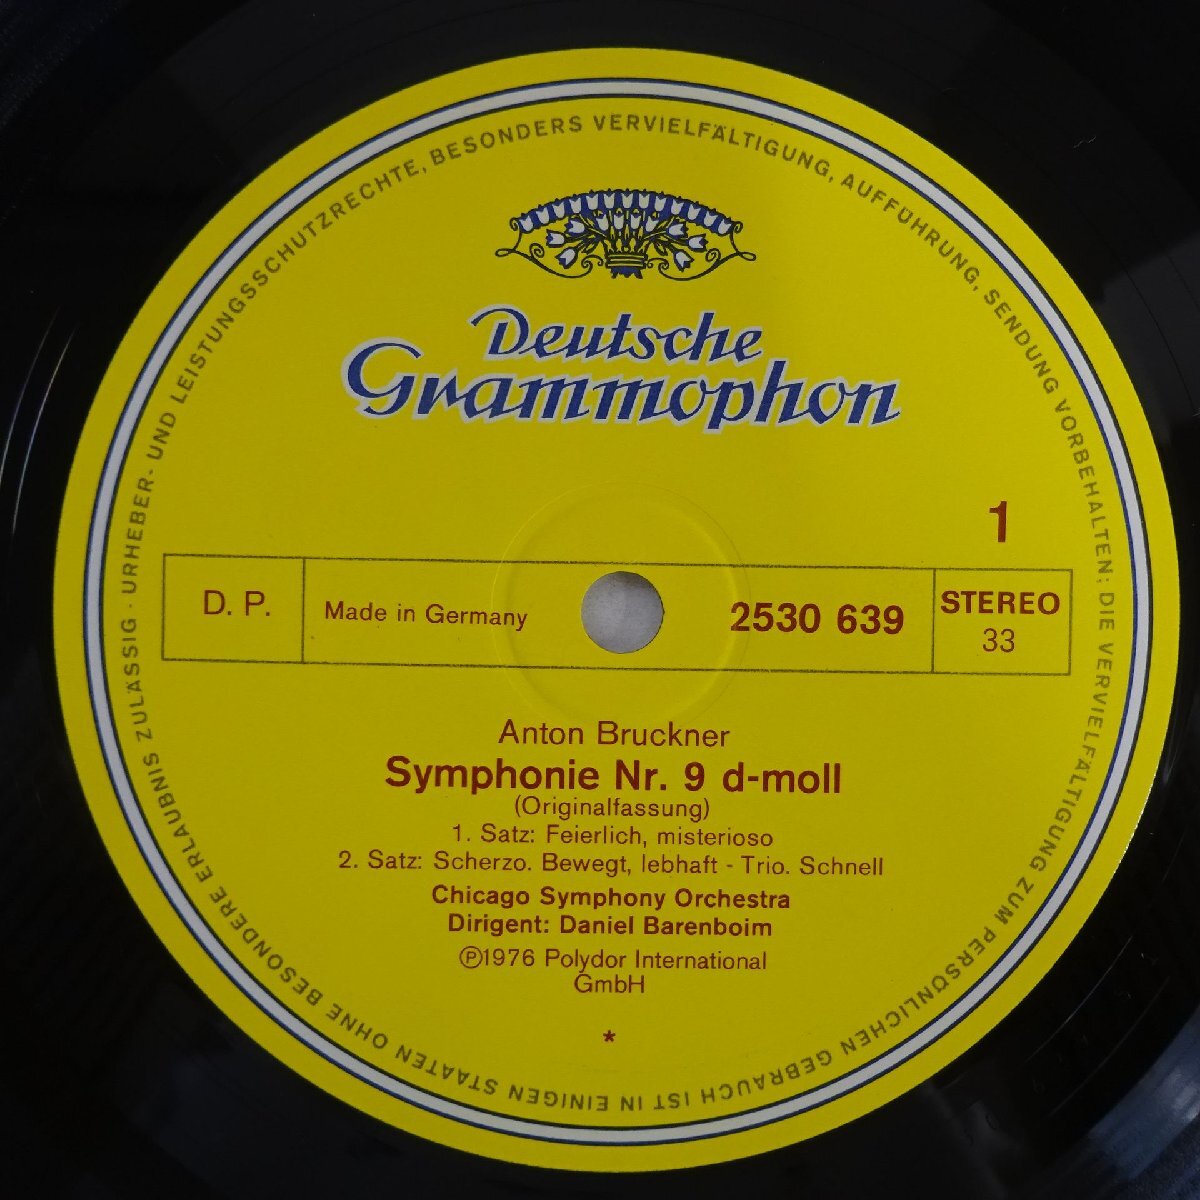 URHEBER- UND LEISTUNGSSCHUTZRECHTE, BESONDERS VERVIELFÄLTIGUNG, AUFFÜHRUNG, SENDUNG VORBEHALTEN; DIE VERVIELFÄLTIGUNG ZUM PERSÖNLICHEN GEBRAUCH IST IN EINIGEN STAATEN OHNE BESONDERE ERLAUBNIS ZULÄSSIG ·
Deutsche
Grammophon
1
D. P.
Made in Germany
2530 639
STEREO
33
Anton Bruckner
Symphonie Nr. 9 d-moll
(Originalfassung)
1. Satz: Feierlich, misterioso
2. Satz: Scherzo. Bewegt, lebhaft - Trio. Schnell
Chicago Symphony Orchestra
Dirigent: Daniel Barenboim
℗1976 Polydor International
GmbH
*